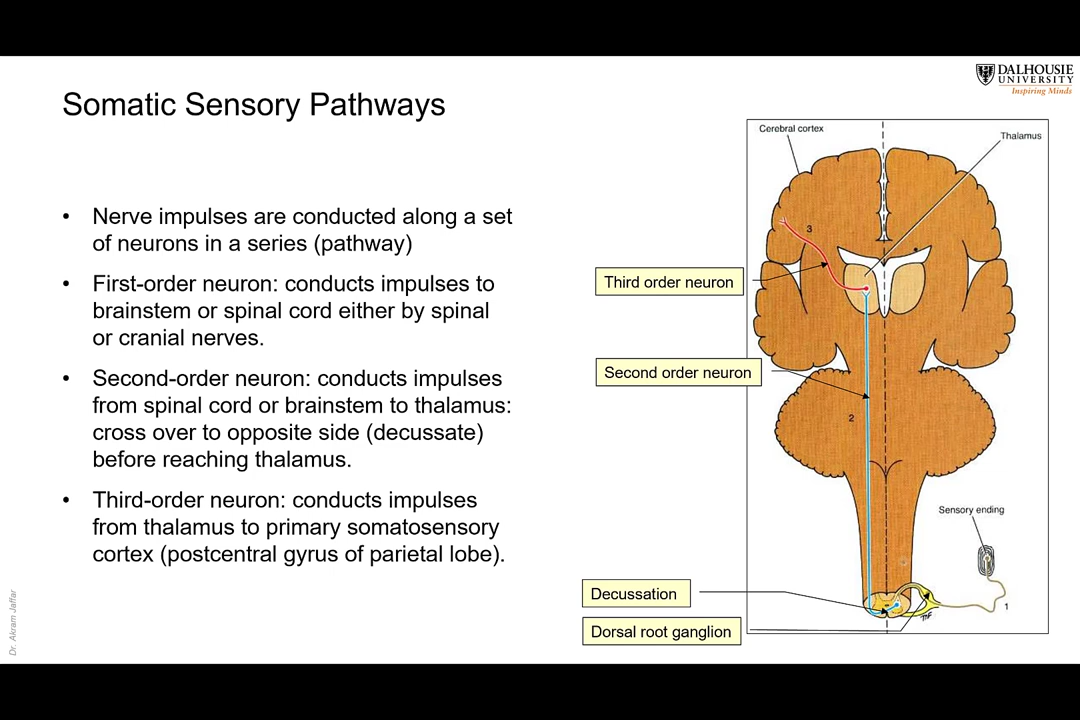 DALHOUSIE
UNIVERSITY
Inspiring Minds
Somatic Sensory Pathways
• Nerve impulses are conducted along a set
of neurons in a series (pathway)
• First-order neuron: conducts impulses to
brainstem or spinal cord either by spinal
or cranial nerves.
• Second-order neuron: conducts impulses
from spinal cord or brainstem to thalamus:
cross over to opposite side (decussate)
before reaching thalamus.
• Third-order neuron: conducts impulses
from thalamus to primary somatosensory
cortex (postcentral gyrus of parietal lobe).
Cerebral cortex
Thalamus
3
Third order neuron
Second order neuron
2
Sensory ending
Decussation
1
Dorsal root ganglion
Dr. Akram Jaffar